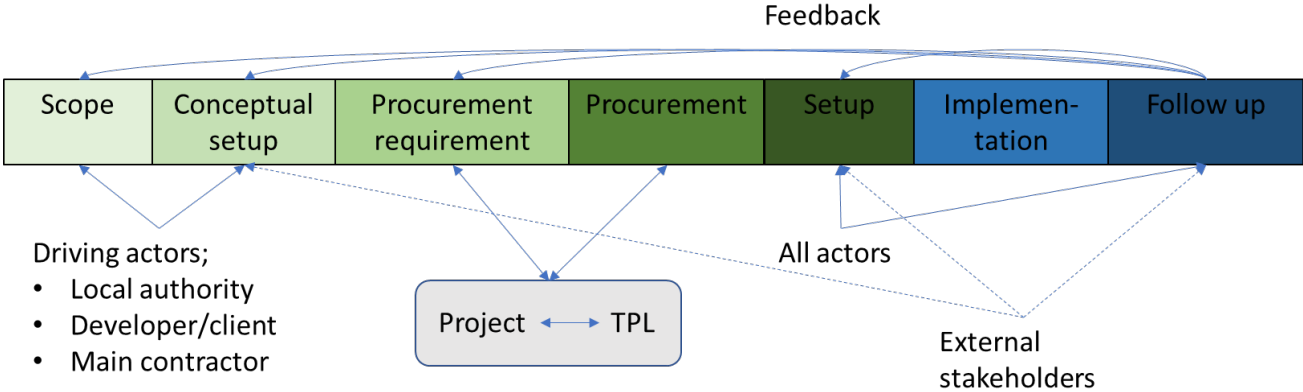 Feedback
Scope
Conceptual
setup
Procurement
requirement
Procurement
Setup
Implemen-
tation
Follow up
Driving actors;
• Local authority
• Developer/client
• Main contractor
Project
TPL
All actors
External
stakeholders